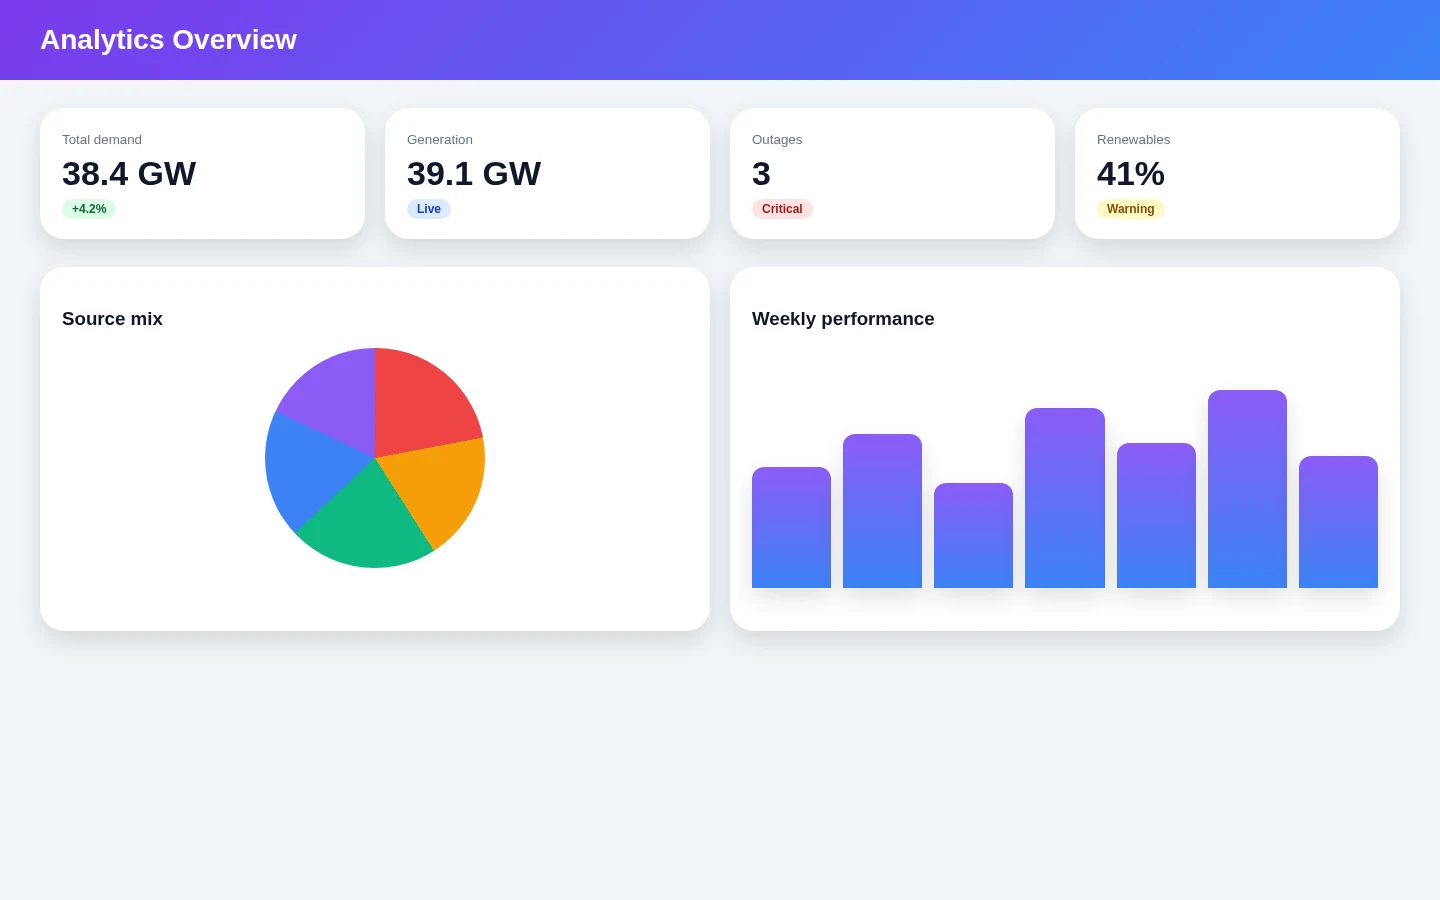 Analytics Overview
Total demand
38.4 GW
+4.2%
Generation
39.1 GW
Live
Outages
3
Critical
Renewables
41%
Warning
Source mix
Weekly performance